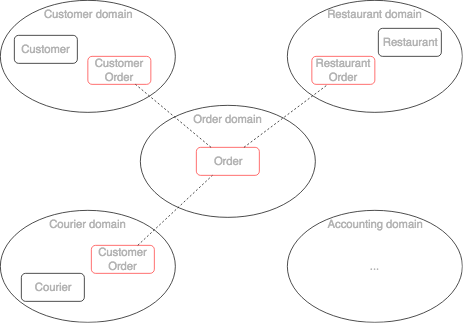 Customer domain
Customer
Customer
Order
Restaurant domain
Restaurant
Restaurant
Order
Order domain
Order
Courier domain
Customer
Order
Courier
Accounting domain
...